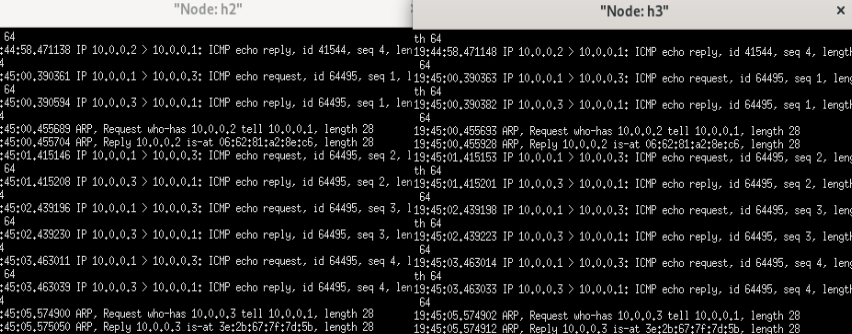 "Node: h2"
64
:44:58.471138 IP 10.0.0.2 > 10.0.0.1: ICMP echo reply, id 41544, seq 4, len
4
:45:00.390361 IP 10.0.0.1 > 10.0.0.3: ICMP echo request, id 64495, seq 1, l
64
:45:00.390594 IP 10.0.0.3 > 10.0.0.1: ICMP echo reply, id 64495, seq 1, len
4
:45:00.455689 ARP, Request who-has 10.0.0.2 tell 10.0.0.1, length 28
:45:00.455704 ARP, Reply 10.0.0.2 is-at 06:62:81:a2:8e:c6, length 28
:45:01.415146 IP 10.0.0.1 > 10.0.0.3: ICMP echo request, id 64495, seq 2, l
64
:45:01.415208 IP 10.0.0.3 > 10.0.0.1: ICMP echo reply, id 64495, seq 2, len
4
:45:02.439196 IP 10.0.0.1 > 10.0.0.3: ICMP echo request, id 64495, seq 3, l
64
:45:02.439230 IP 10.0.0.3 > 10.0.0.1: ICMP echo reply, id 64495, seq 3, len
4
:45:03.463011 IP 10.0.0.1 > 10.0.0.3: ICMP echo request, id 64495, seq 4, l
64
:45:03.463039 IP 10.0.0.3 > 10.0.0.1: ICMP echo reply, id 64495, seq 4, len
4
:45:05.574900 ARP, Request who-has 10.0.0.3 tell 10.0.0.1, length 28
:45:05.575050 ARP, Reply 10.0.0.3 is-at 3e:2b:67:7f:7d:5b, length 28
"Node: h3"
th 64
19:44:58.471148 IP 10.0.0.2 > 10.0.0.1: ICMP echo reply, id 41544, seq 4, length
64
19:45:00.390363 IP 10.0.0.1 > 10.0.0.3: ICMP echo request, id 64495, seq 1, leng
th 64
19:45:00.390382 IP 10.0.0.3 > 10.0.0.1: ICMP echo reply, id 64495, seq 1, length
64
19:45:00.455693 ARP, Request who-has 10.0.0.2 tell 10.0.0.1, length 28
19:45:00.455928 ARP, Reply 10.0.0.2 is-at 06:62:81:a2:8e:c6, length 28
19:45:01.415153 IP 10.0.0.1 > 10.0.0.3: ICMP echo request, id 64495, seq 2, leng
th 64
19:45:01.415201 IP 10.0.0.3 > 10.0.0.1: ICMP echo reply, id 64495, seq 2, length
64
19:45:02.439198 IP 10.0.0.1 > 10.0.0.3: ICMP echo request, id 64495, seq 3, leng
th 64
19:45:02.439223 IP 10.0.0.3 > 10.0.0.1: ICMP echo reply, id 64495, seq 3, length
64
19:45:03.463014 IP 10.0.0.1 > 10.0.0.3: ICMP echo request, id 64495, seq 4, leng
th 64
19:45:03.463033 IP 10.0.0.3 > 10.0.0.1: ICMP echo reply, id 64495, seq 4, length
64
19:45:05.574902 ARP, Request who-has 10.0.0.3 tell 10.0.0.1, length 28
19:45:05.574912 ARP, Reply 10.0.0.3 is-at 3e:2b:67:7f:7d:5b, length 28